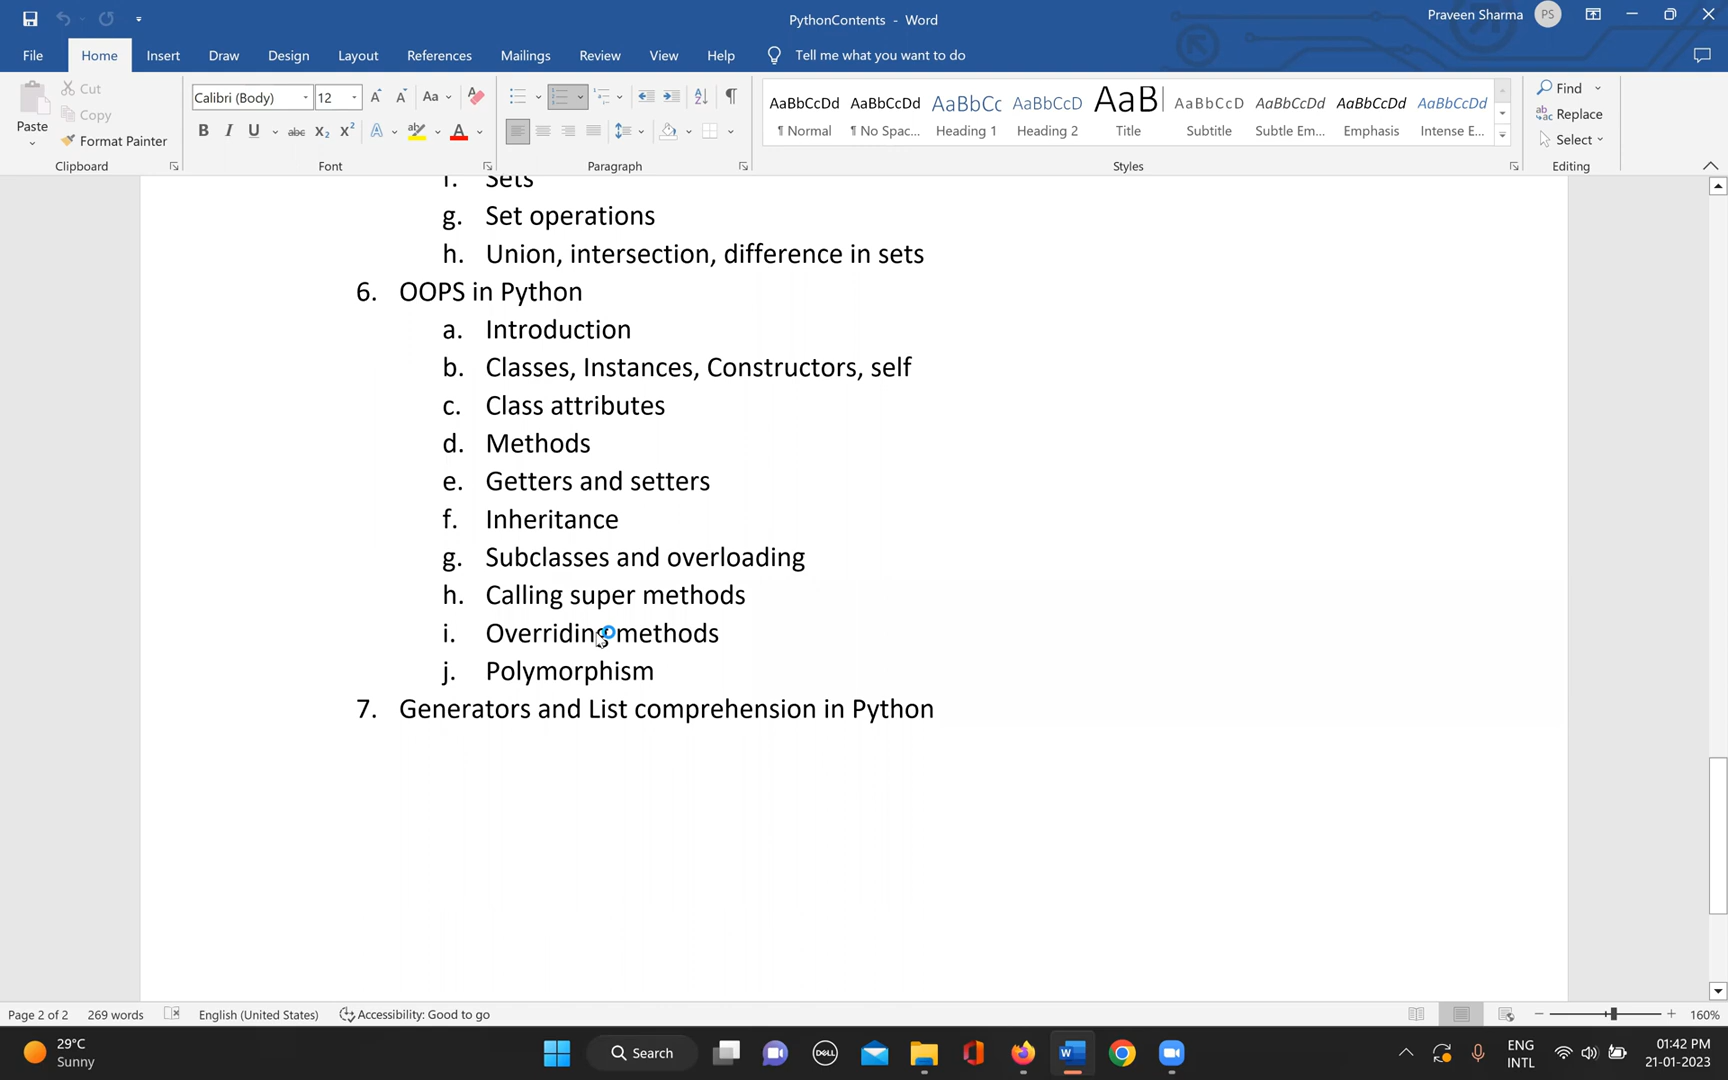 PythonContents - Word
Praveen Sharma PS
File Home Insert Draw Design Layout References Mailings Review View Help Tell me what you want to do
Paste
Cut
Copy
Format Painter
Calibri (Body) 12
AaBbCcDd ¶ Normal
AaBbCcDd ¶ No Spac...
AaBbCc Heading 1
AaBbCcD Heading 2
AaB Title
AaBbCcD Subtitle
AaBbCcDd Subtle Em...
AaBbCcDd Emphasis
AaBbCcDd Intense E...
Find
Replace
Select
Clipboard Font Paragraph Styles Editing
f. Sets
g. Set operations
h. Union, intersection, difference in sets
6. OOPS in Python
a. Introduction
b. Classes, Instances, Constructors, self
c. Class attributes
d. Methods
e. Getters and setters
f. Inheritance
g. Subclasses and overloading
h. Calling super methods
i. Overriding methods
j. Polymorphism
7. Generators and List comprehension in Python
Page 2 of 2 269 words English (United States) Accessibility: Good to go 160%
29°C
Sunny
Search
DELL
ENG
INTL
01:42 PM
21-01-2023